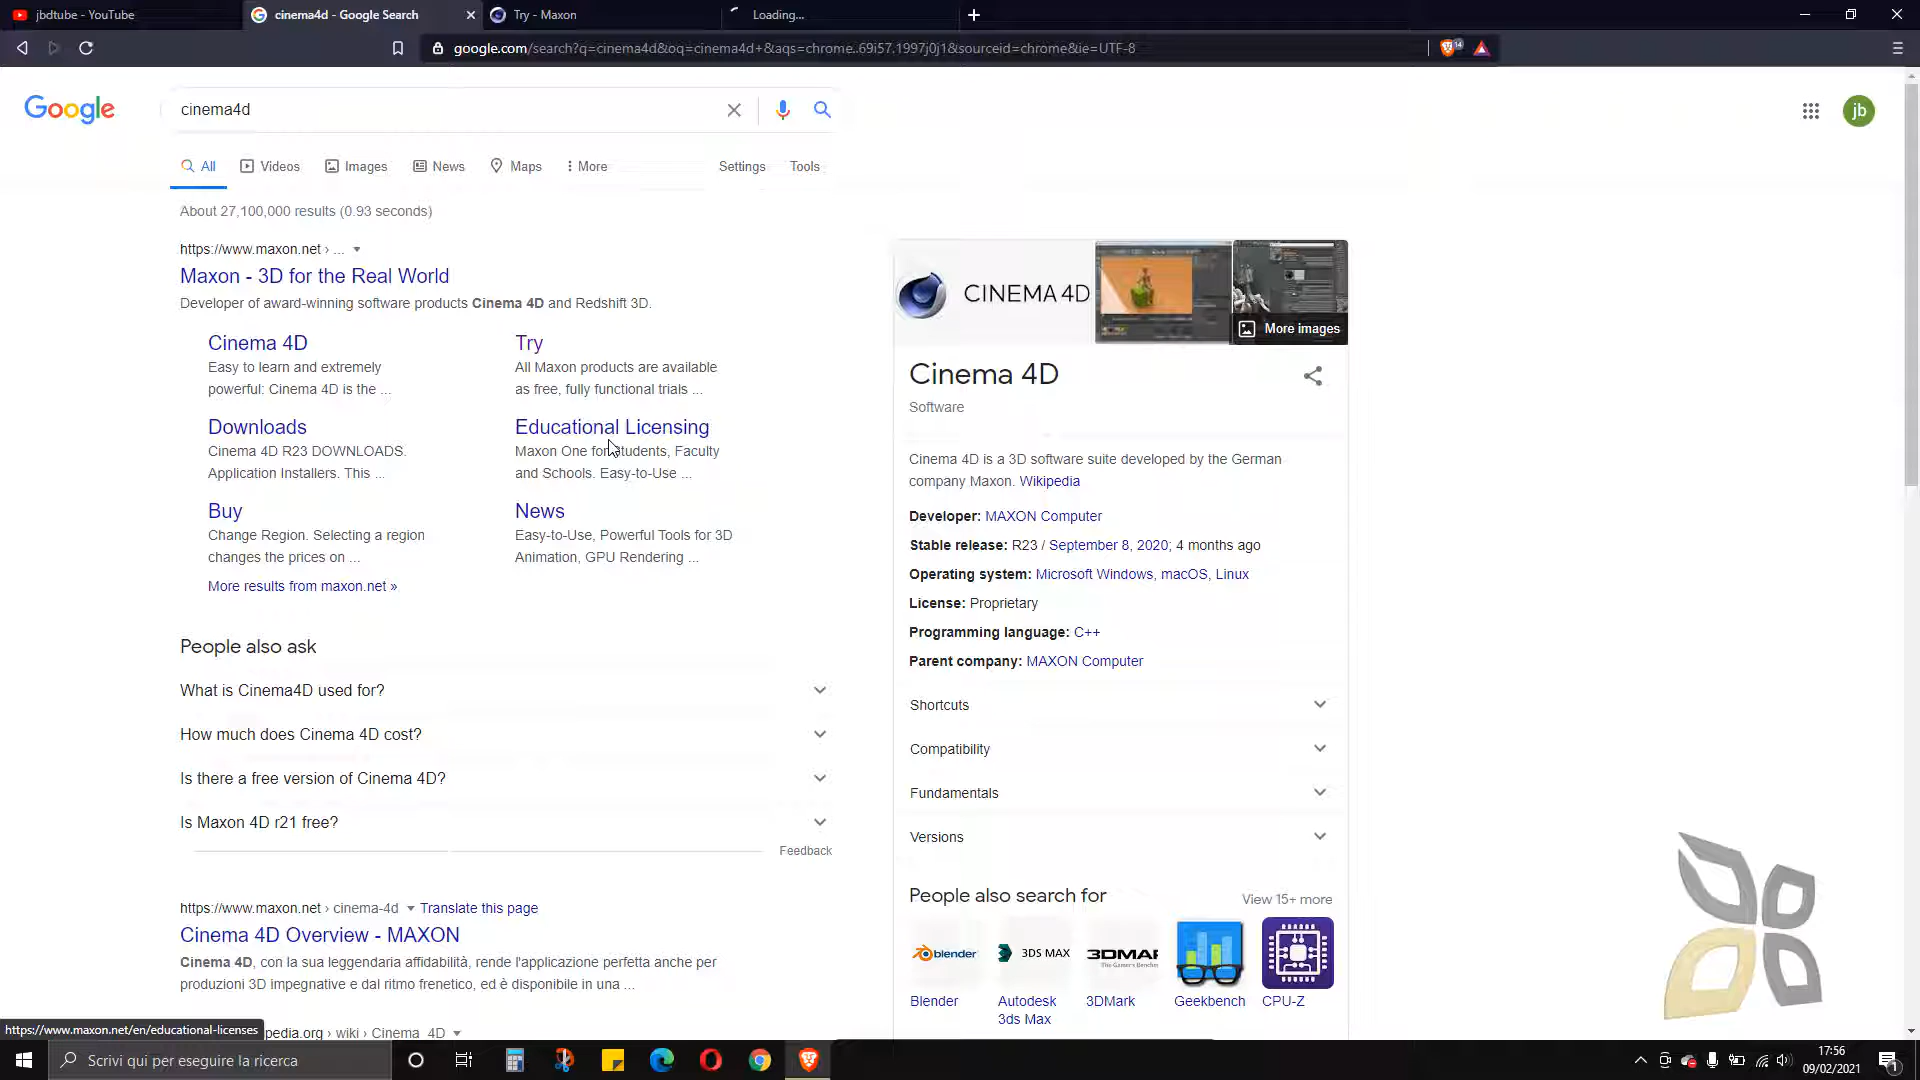 jbdtube - YouTube
cinema4d - Google Search
Try - Maxon
Loading...
google.com/search?q=cinema4d&oq=cinema4d+&aqs=chrome..69i57.1997j0j1&sourceid=chrome&ie=UTF-8
14
Google
cinema4d
jb
All
Videos
Images
News
Maps
More
Settings
Tools
About 27,100,000 results (0.93 seconds)
https://www.maxon.net › ...
Maxon - 3D for the Real World
Developer of award-winning software products Cinema 4D and Redshift 3D.
Cinema 4D
Easy to learn and extremely
powerful: Cinema 4D is the ...
Try
All Maxon products are available
as free, fully functional trials ...
Downloads
Cinema 4D R23 DOWNLOADS.
Application Installers. This ...
Educational Licensing
Maxon One for Students, Faculty
and Schools. Easy-to-Use ...
Buy
Change Region. Selecting a region
changes the prices on ...
News
Easy-to-Use, Powerful Tools for 3D
Animation, GPU Rendering ...
More results from maxon.net »
People also ask
What is Cinema4D used for?
How much does Cinema 4D cost?
Is there a free version of Cinema 4D?
Is Maxon 4D r21 free?
Feedback
https://www.maxon.net › cinema-4d
Translate this page
Cinema 4D Overview - MAXON
Cinema 4D, con la sua leggendaria affidabilità, rende l'applicazione perfetta anche per
produzioni 3D impegnative e dal ritmo frenetico, ed è disponibile in una ...
https://www.maxon.net/en/educational-licenses
pedia.org › wiki › Cinema_4D
CINEMA 4D
More images
Cinema 4D
Software
Cinema 4D is a 3D software suite developed by the German
company Maxon. Wikipedia
Developer: MAXON Computer
Stable release: R23 / September 8, 2020; 4 months ago
Operating system: Microsoft Windows, macOS, Linux
License: Proprietary
Programming language: C++
Parent company: MAXON Computer
Shortcuts
Compatibility
Fundamentals
Versions
People also search for
View 15+ more
blender
3DS MAX
3DMAR
The Gamer's Bench
Blender
Autodesk
3ds Max
3DMark
Geekbench
CPU-Z
Scrivi qui per eseguire la ricerca
17:56
09/02/2021
1